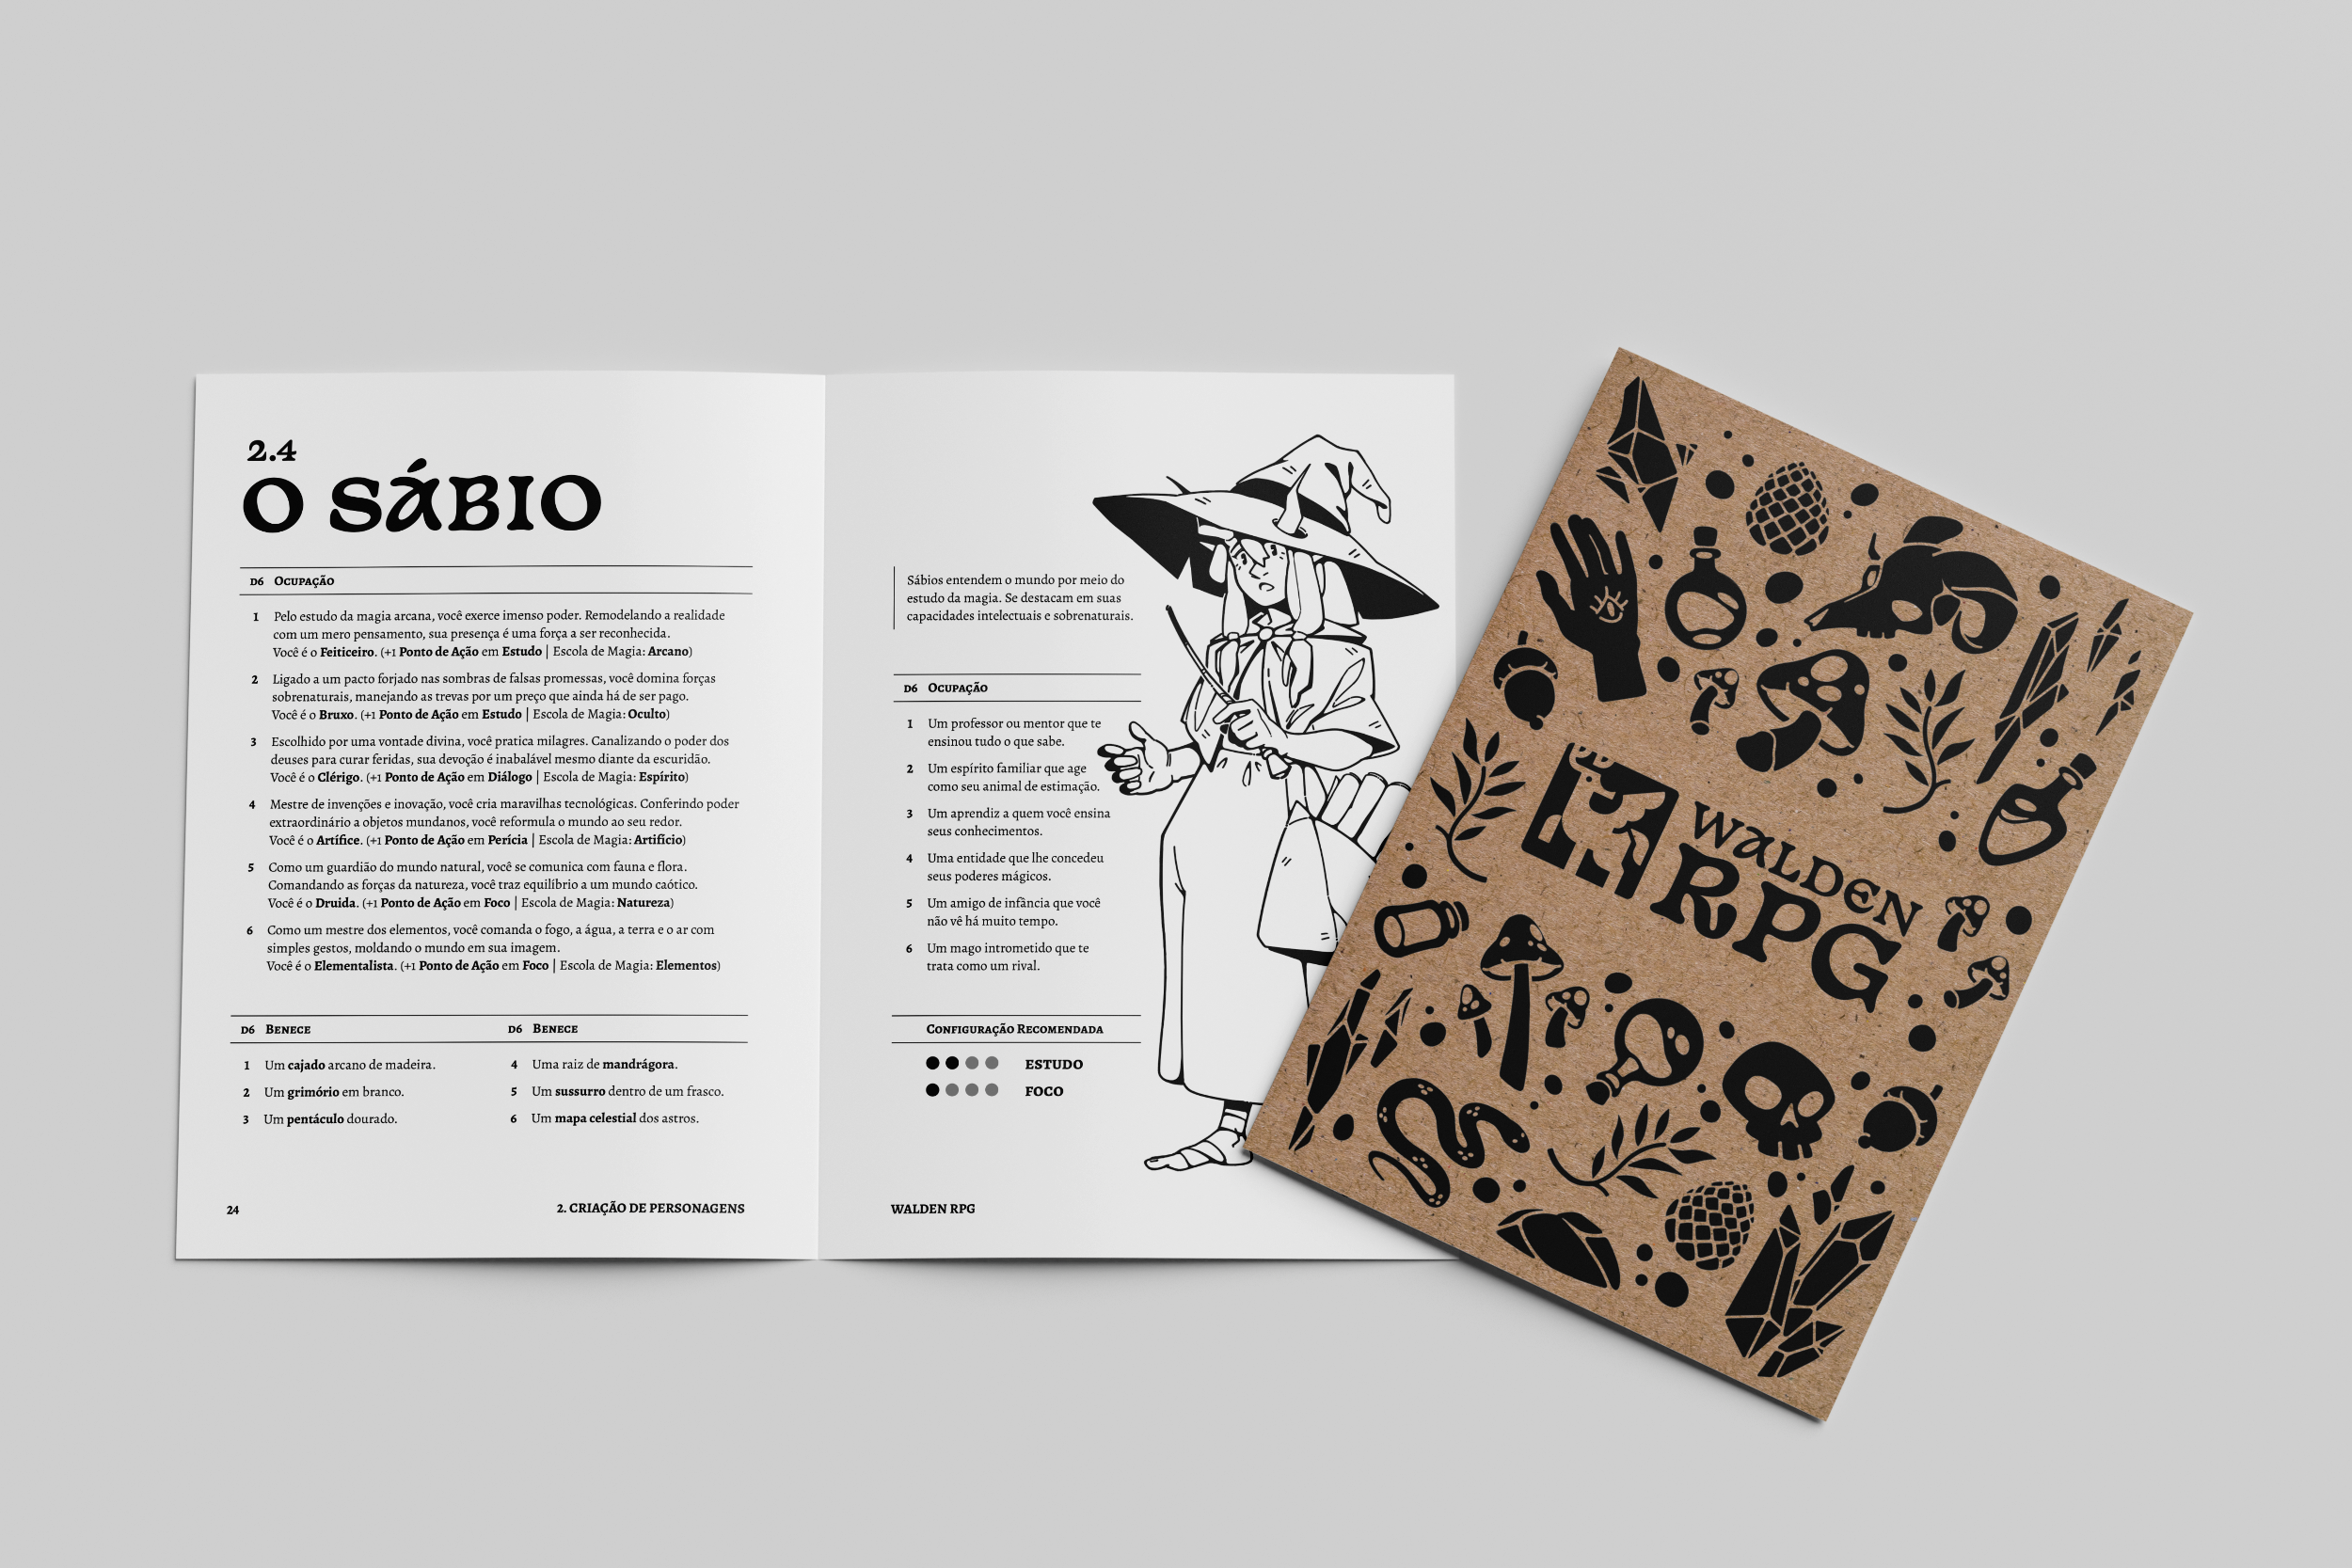 2.4
O SÁBIO
D6 OCUPAÇÃO
1 Pelo estudo da magia arcana, você exerce imenso poder. Remodelando a realidade
com um mero pensamento, sua presença é uma força a ser reconhecida.
Você é o Feiticeiro. (+1 Ponto de Ação em Estudo | Escola de Magia: Arcano)
2 Ligado a um pacto forjado nas sombras de falsas promessas, você domina forças
sobrenaturais, manejando as trevas por um preço que ainda há de ser pago.
Você é o Bruxo. (+1 Ponto de Ação em Estudo | Escola de Magia: Oculto)
3 Escolhido por uma vontade divina, você pratica milagres. Canalizando o poder dos
deuses para curar feridas, sua devoção é inabalável mesmo diante da escuridão.
Você é o Clérigo. (+1 Ponto de Ação em Diálogo | Escola de Magia: Espírito)
4 Mestre de invenções e inovação, você cria maravilhas tecnológicas. Conferindo poder
extraordinário a objetos mundanos, você reformula o mundo ao seu redor.
Você é o Artífice. (+1 Ponto de Ação em Perícia | Escola de Magia: Artifício)
5 Como um guardião do mundo natural, você se comunica com fauna e flora.
Comandando as forças da natureza, você traz equilíbrio a um mundo caótico.
Você é o Druida. (+1 Ponto de Ação em Foco | Escola de Magia: Natureza)
6 Como um mestre dos elementos, você comanda o fogo, a água, a terra e o ar com
simples gestos, moldando o mundo em sua imagem.
Você é o Elementalista. (+1 Ponto de Ação em Foco | Escola de Magia: Elementos)
D6 BENECE
1 Um cajado arcano de madeira.
2 Um grimório em branco.
3 Um pentáculo dourado.
D6 BENECE
4 Uma raiz de mandrágora.
5 Um sussurro dentro de um frasco.
6 Um mapa celestial dos astros.
24
2. CRIAÇÃO DE PERSONAGENS
Sábios entendem o mundo por meio do
estudo da magia. Se destacam em suas
capacidades intelectuais e sobrenaturais.
D6 OCUPAÇÃO
1 Um professor ou mentor que te
ensinou tudo o que sabe.
2 Um espírito familiar que age
como seu animal de estimação.
3 Um aprendiz a quem você ensina
seus conhecimentos.
4 Uma entidade que lhe concedeu
seus poderes mágicos.
5 Um amigo de infância que você
não vê há muito tempo.
6 Um mago intrometido que te
trata como um rival.
CONFIGURAÇÃO RECOMENDADA
ESTUDO
FOCO
WALDEN RPG
WALDEN
RPG